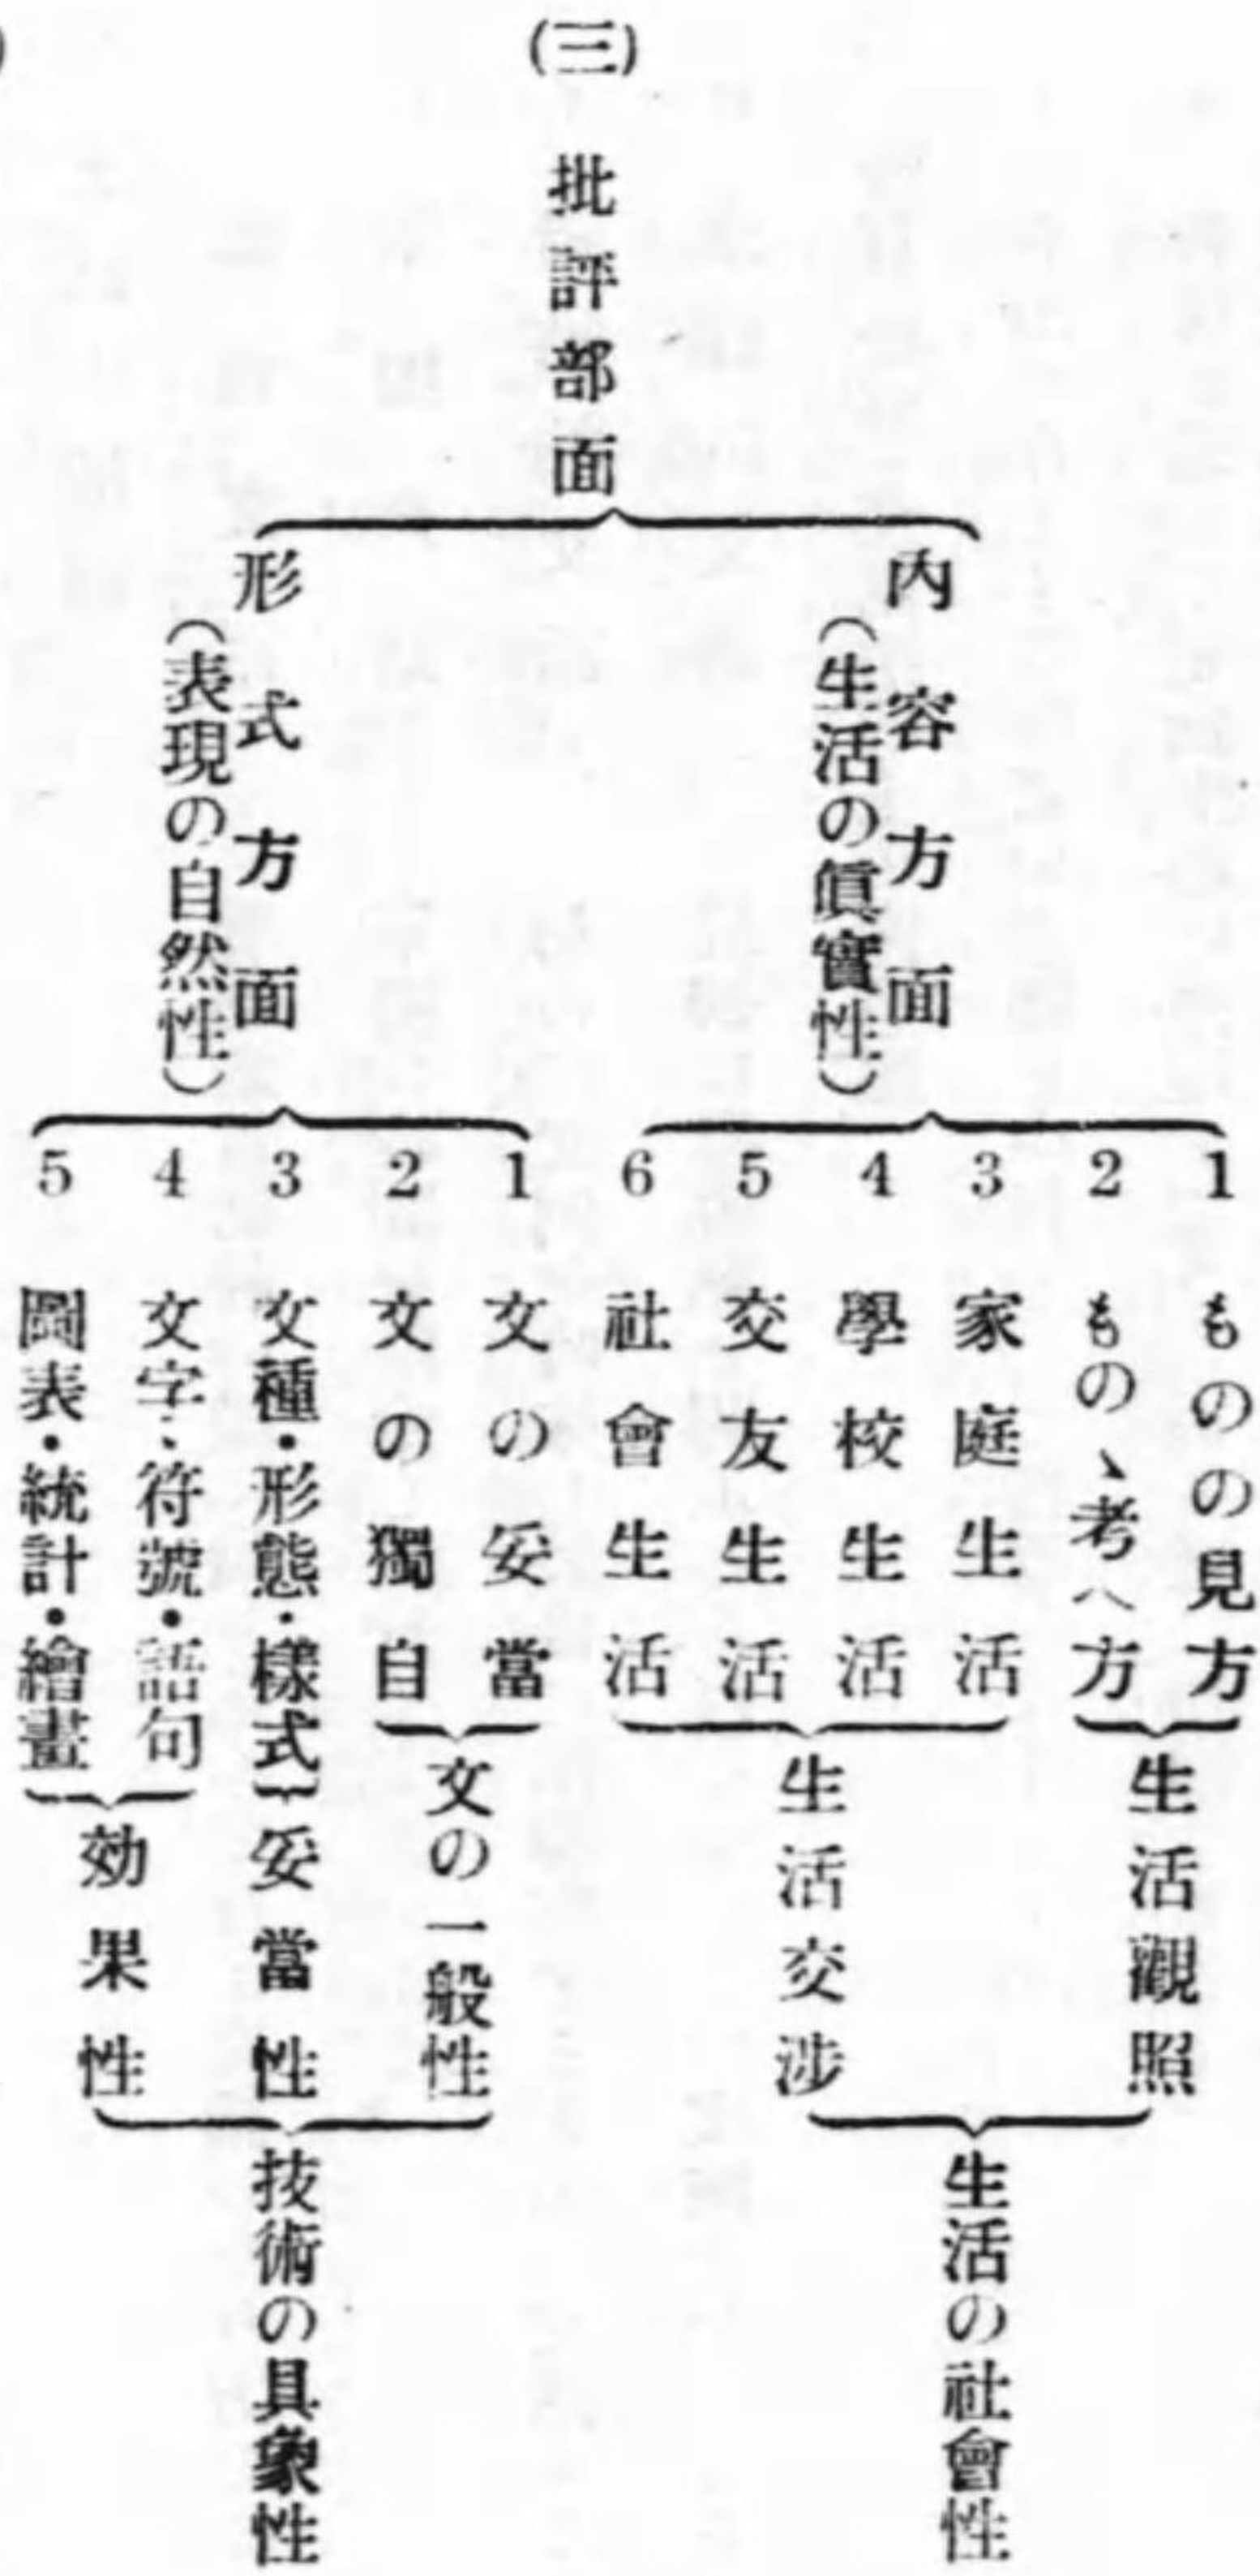 (三)
批評部面
內容方面
(生活の眞實性)
1 ものの見方
2 ものゝ考へ方
生活觀照
3 家庭生活
4 學校生活
5 交友生活
6 社會生活
生活交涉
生活の社會性
形式方面
(表現の自然性)
1 文の妥當
2 文の獨自
文の一般性
3 文種・形態・樣式
妥當性
4 文字、符號・語句
5 圖表・統計・繪畫
効果性
技術の具象性